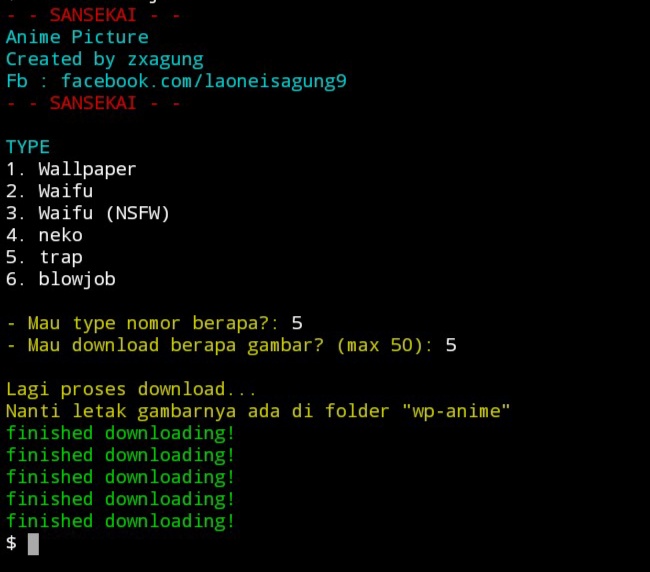 - - SANSEKAI - -
Anime Picture
Created by zxagung
Fb : facebook.com/laoneisagung9
- - SANSEKAI - -
TYPE
1. Wallpaper
2. Waifu
3. Waifu (NSFW)
4. neko
5. trap
6. blowjob
- Mau type nomor berapa?: 5
- Mau download berapa gambar? (max 50): 5
Lagi proses download...
Nanti letak gambarnya ada di folder "wp-anime"
finished downloading!
finished downloading!
finished downloading!
finished downloading!
finished downloading!
$